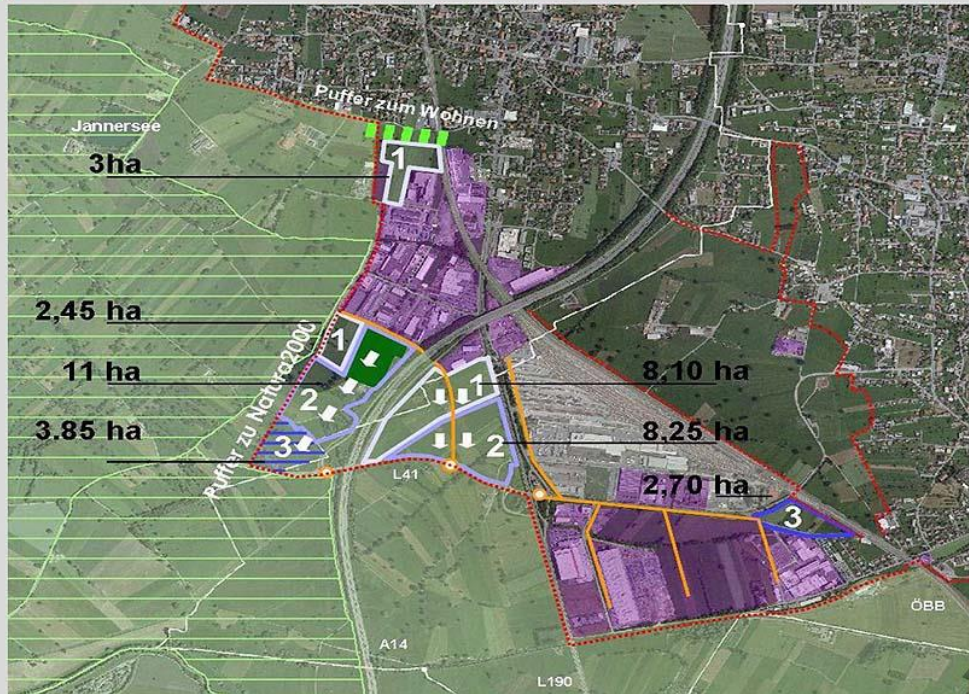 Puffer zum Wohnen
Jannersee
1
3ha
2,45 ha
1
11 ha
2
3.85 ha
3
Puffer zu Natura2000
8,10 ha
1
8,25 ha
2
2,70 ha
3
L41
ÖBB
A14
L190